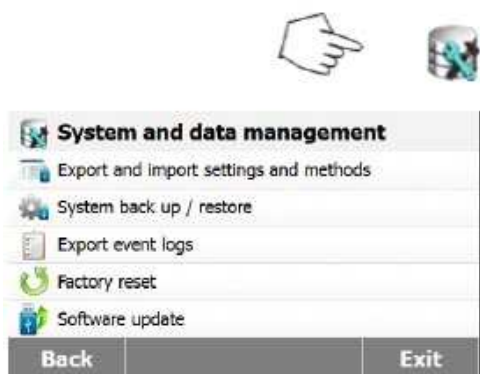 System and data management
Export and import settings and methods
System back up / restore
Export event logs
Factory reset
Software update
Back
Exit